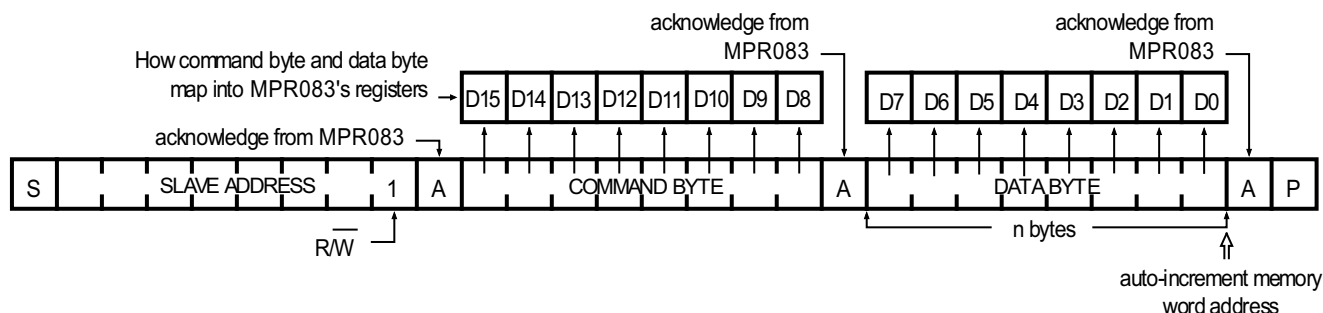 acknowledge from
MPR083
acknowledge from
MPR083
How command byte and data byte
map into MPR083's registers
D15 D14 D13 D12 D11 D10 D9 D8
D7 D6 D5 D4 D3 D2 D1 D0
acknowledge from MPR083
S SLAVE ADDRESS 1 A COMMAND BYTE A DATA BYTE A P
R/W̅
n bytes
auto-increment memory
word address